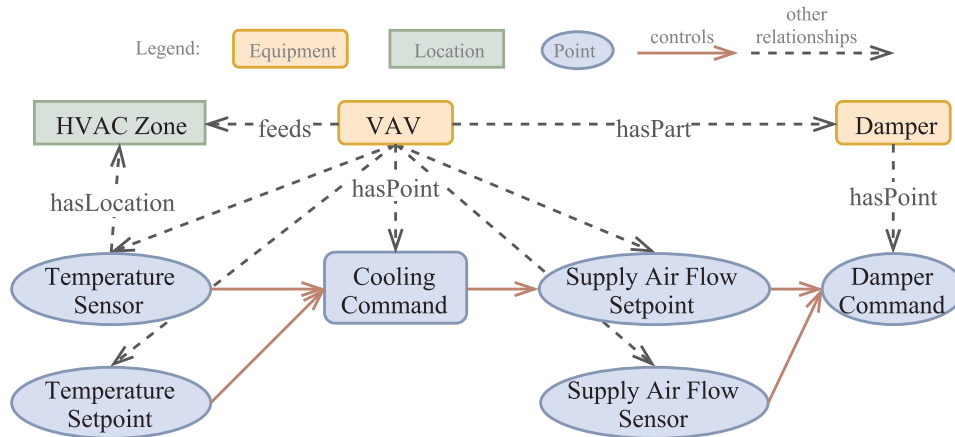 Legend:
Equipment
Location
Point
controls
other
relationships
HVAC Zone
feeds
VAV
hasPart
Damper
hasLocation
hasPoint
hasPoint
Temperature
Sensor
Cooling
Command
Supply Air Flow
Setpoint
Damper
Command
Temperature
Setpoint
Supply Air Flow
Sensor